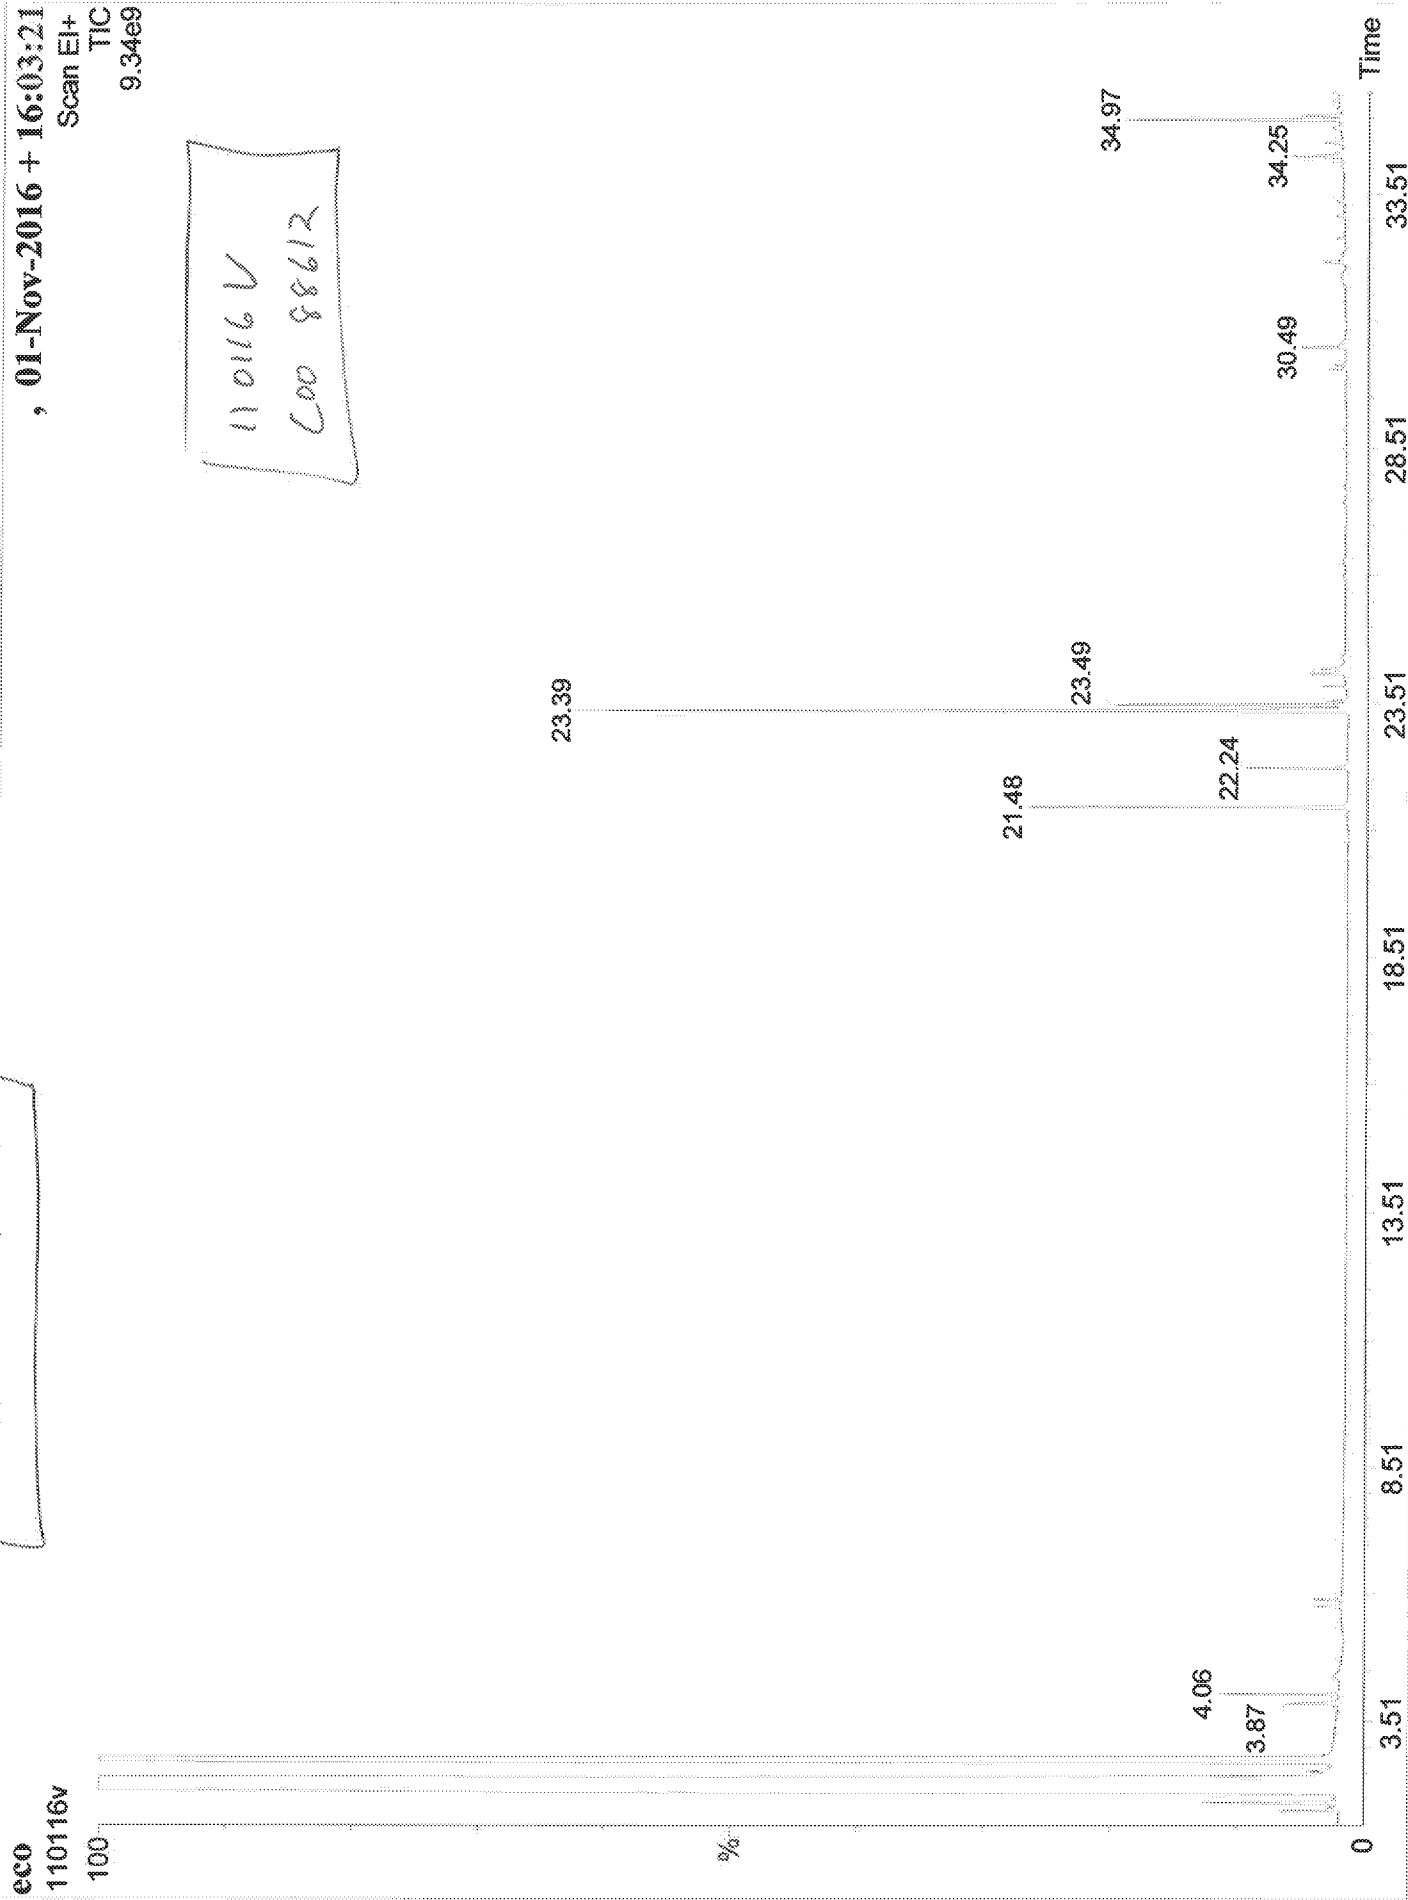 eco
, 01-Nov-2016 + 16:03:21
110116v
Scan EI+
TIC
9.34e9
110116 V
C00 88612
100
%
0
4.06
3.87
21.48
22.24
23.39
23.49
30.49
34.25
34.97
3.51
8.51
13.51
18.51
23.51
28.51
33.51
Time